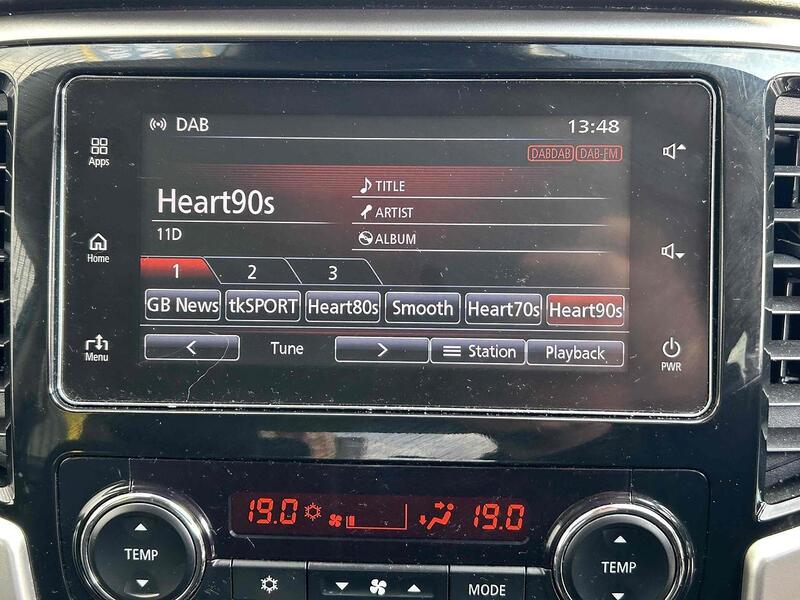 DAB 13:48
DABDAB DAB-FM
Apps
Heart90s
11D
TITLE
ARTIST
ALBUM
Home
1 2 3
GB News tkSPORT Heart80s Smooth Heart70s Heart90s
Menu
< Tune > Station Playback
PWR
19.0 19.0
TEMP
MODE
TEMP